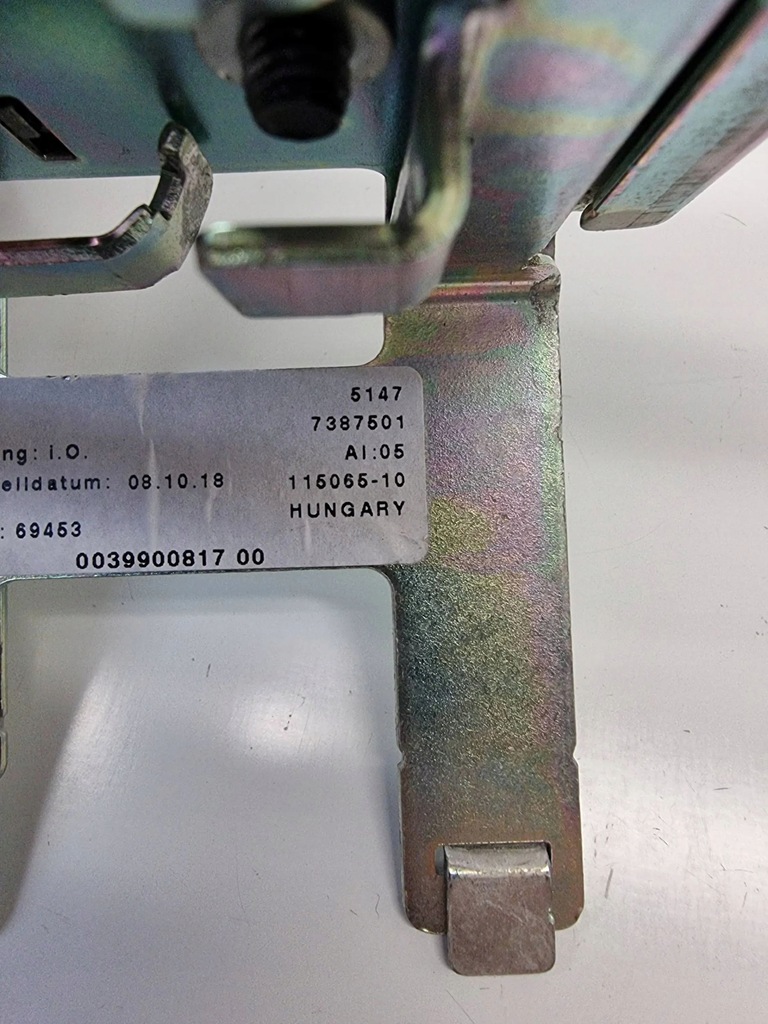 5147
7387501
ng: i.O. AI:05
elldatum: 08.10.18 115065-10
HUNGARY
: 69453
0039900817 00